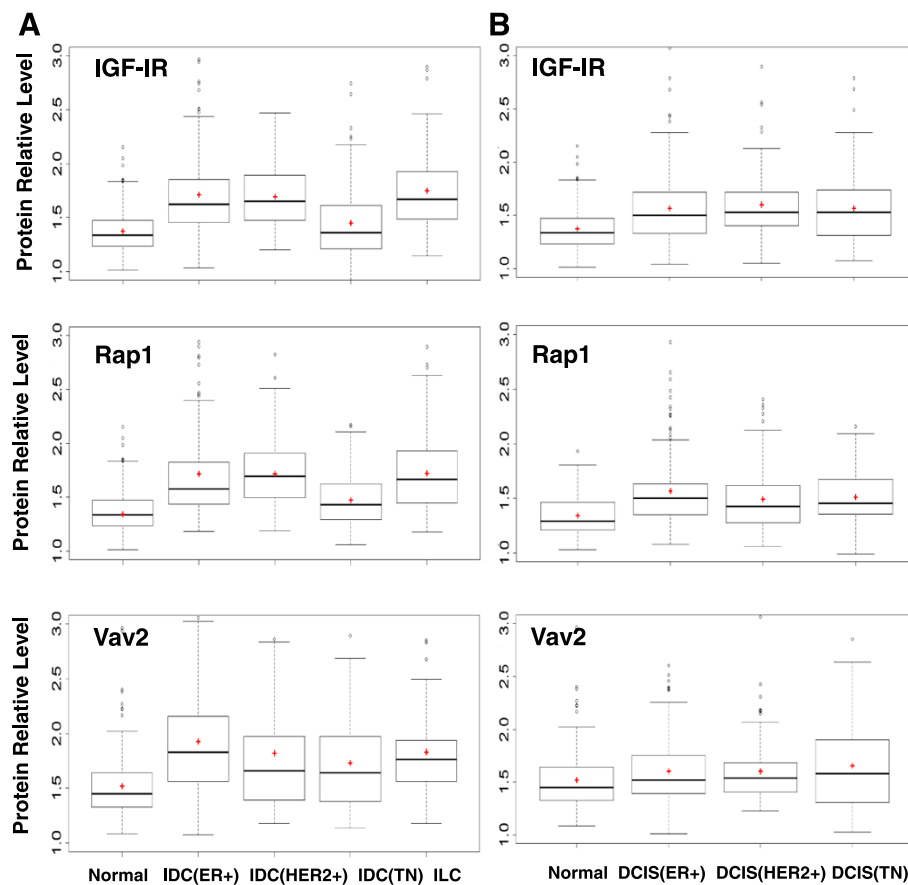 A
B
Protein Relative Level
3.0
2.5
2.0
1.5
1.0
IGF-IR
3.0
2.5
2.0
1.5
1.0
IGF-IR
Protein Relative Level
3.0
2.5
2.0
1.5
1.0
Rap1
3.0
2.5
2.0
1.5
1.0
Rap1
Protein Relative Level
3.0
2.5
2.0
1.5
1.0
Vav2
3.0
2.5
2.0
1.5
1.0
Vav2
Normal IDC(ER+) IDC(HER2+) IDC(TN) ILC
Normal DCIS(ER+) DCIS(HER2+) DCIS(TN)